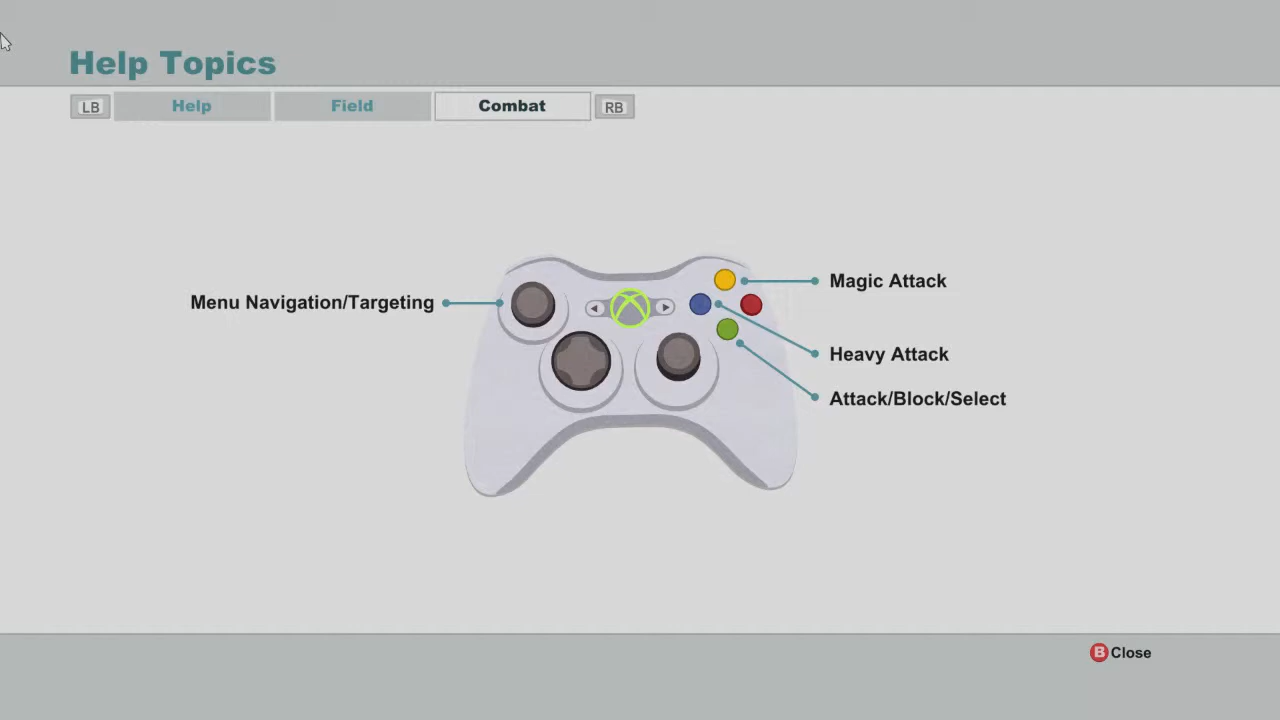 Help Topics
LB Help Field Combat RB
Magic Attack
Menu Navigation/Targeting
Heavy Attack
Attack/Block/Select
B Close